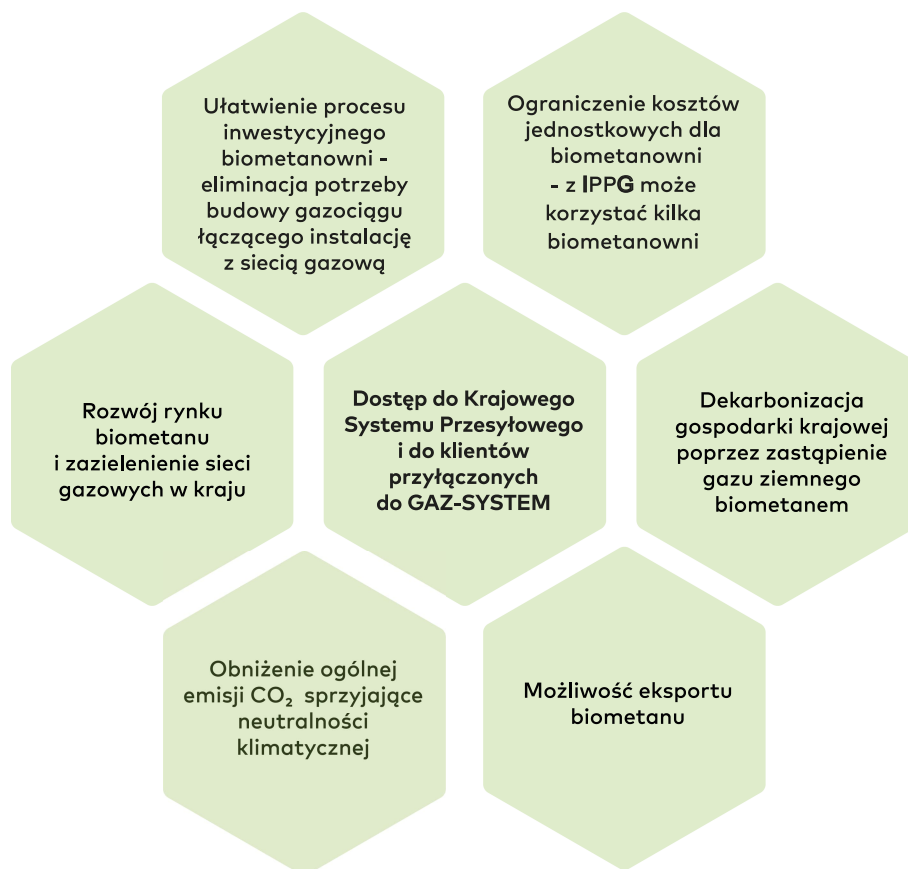 Ułatwienie procesu
inwestycyjnego
biometanowni -
eliminacja potrzeby
budowy gazociągu
łączącego instalację
z siecią gazową
Ograniczenie kosztów
jednostkowych dla
biometanowni
- z IPPG może
korzystać kilka
biometanowni
Rozwój rynku
biometanu
i zazielenienie sieci
gazowych w kraju
Dostęp do Krajowego
Systemu Przesyłowego
i do klientów
przyłączonych
do GAZ-SYSTEM
Dekarbonizacja
gospodarki krajowej
poprzez zastąpienie
gazu ziemnego
biometanem
Obniżenie ogólnej
emisji CO₂ sprzyjające
neutralności
klimatycznej
Możliwość eksportu
biometanu